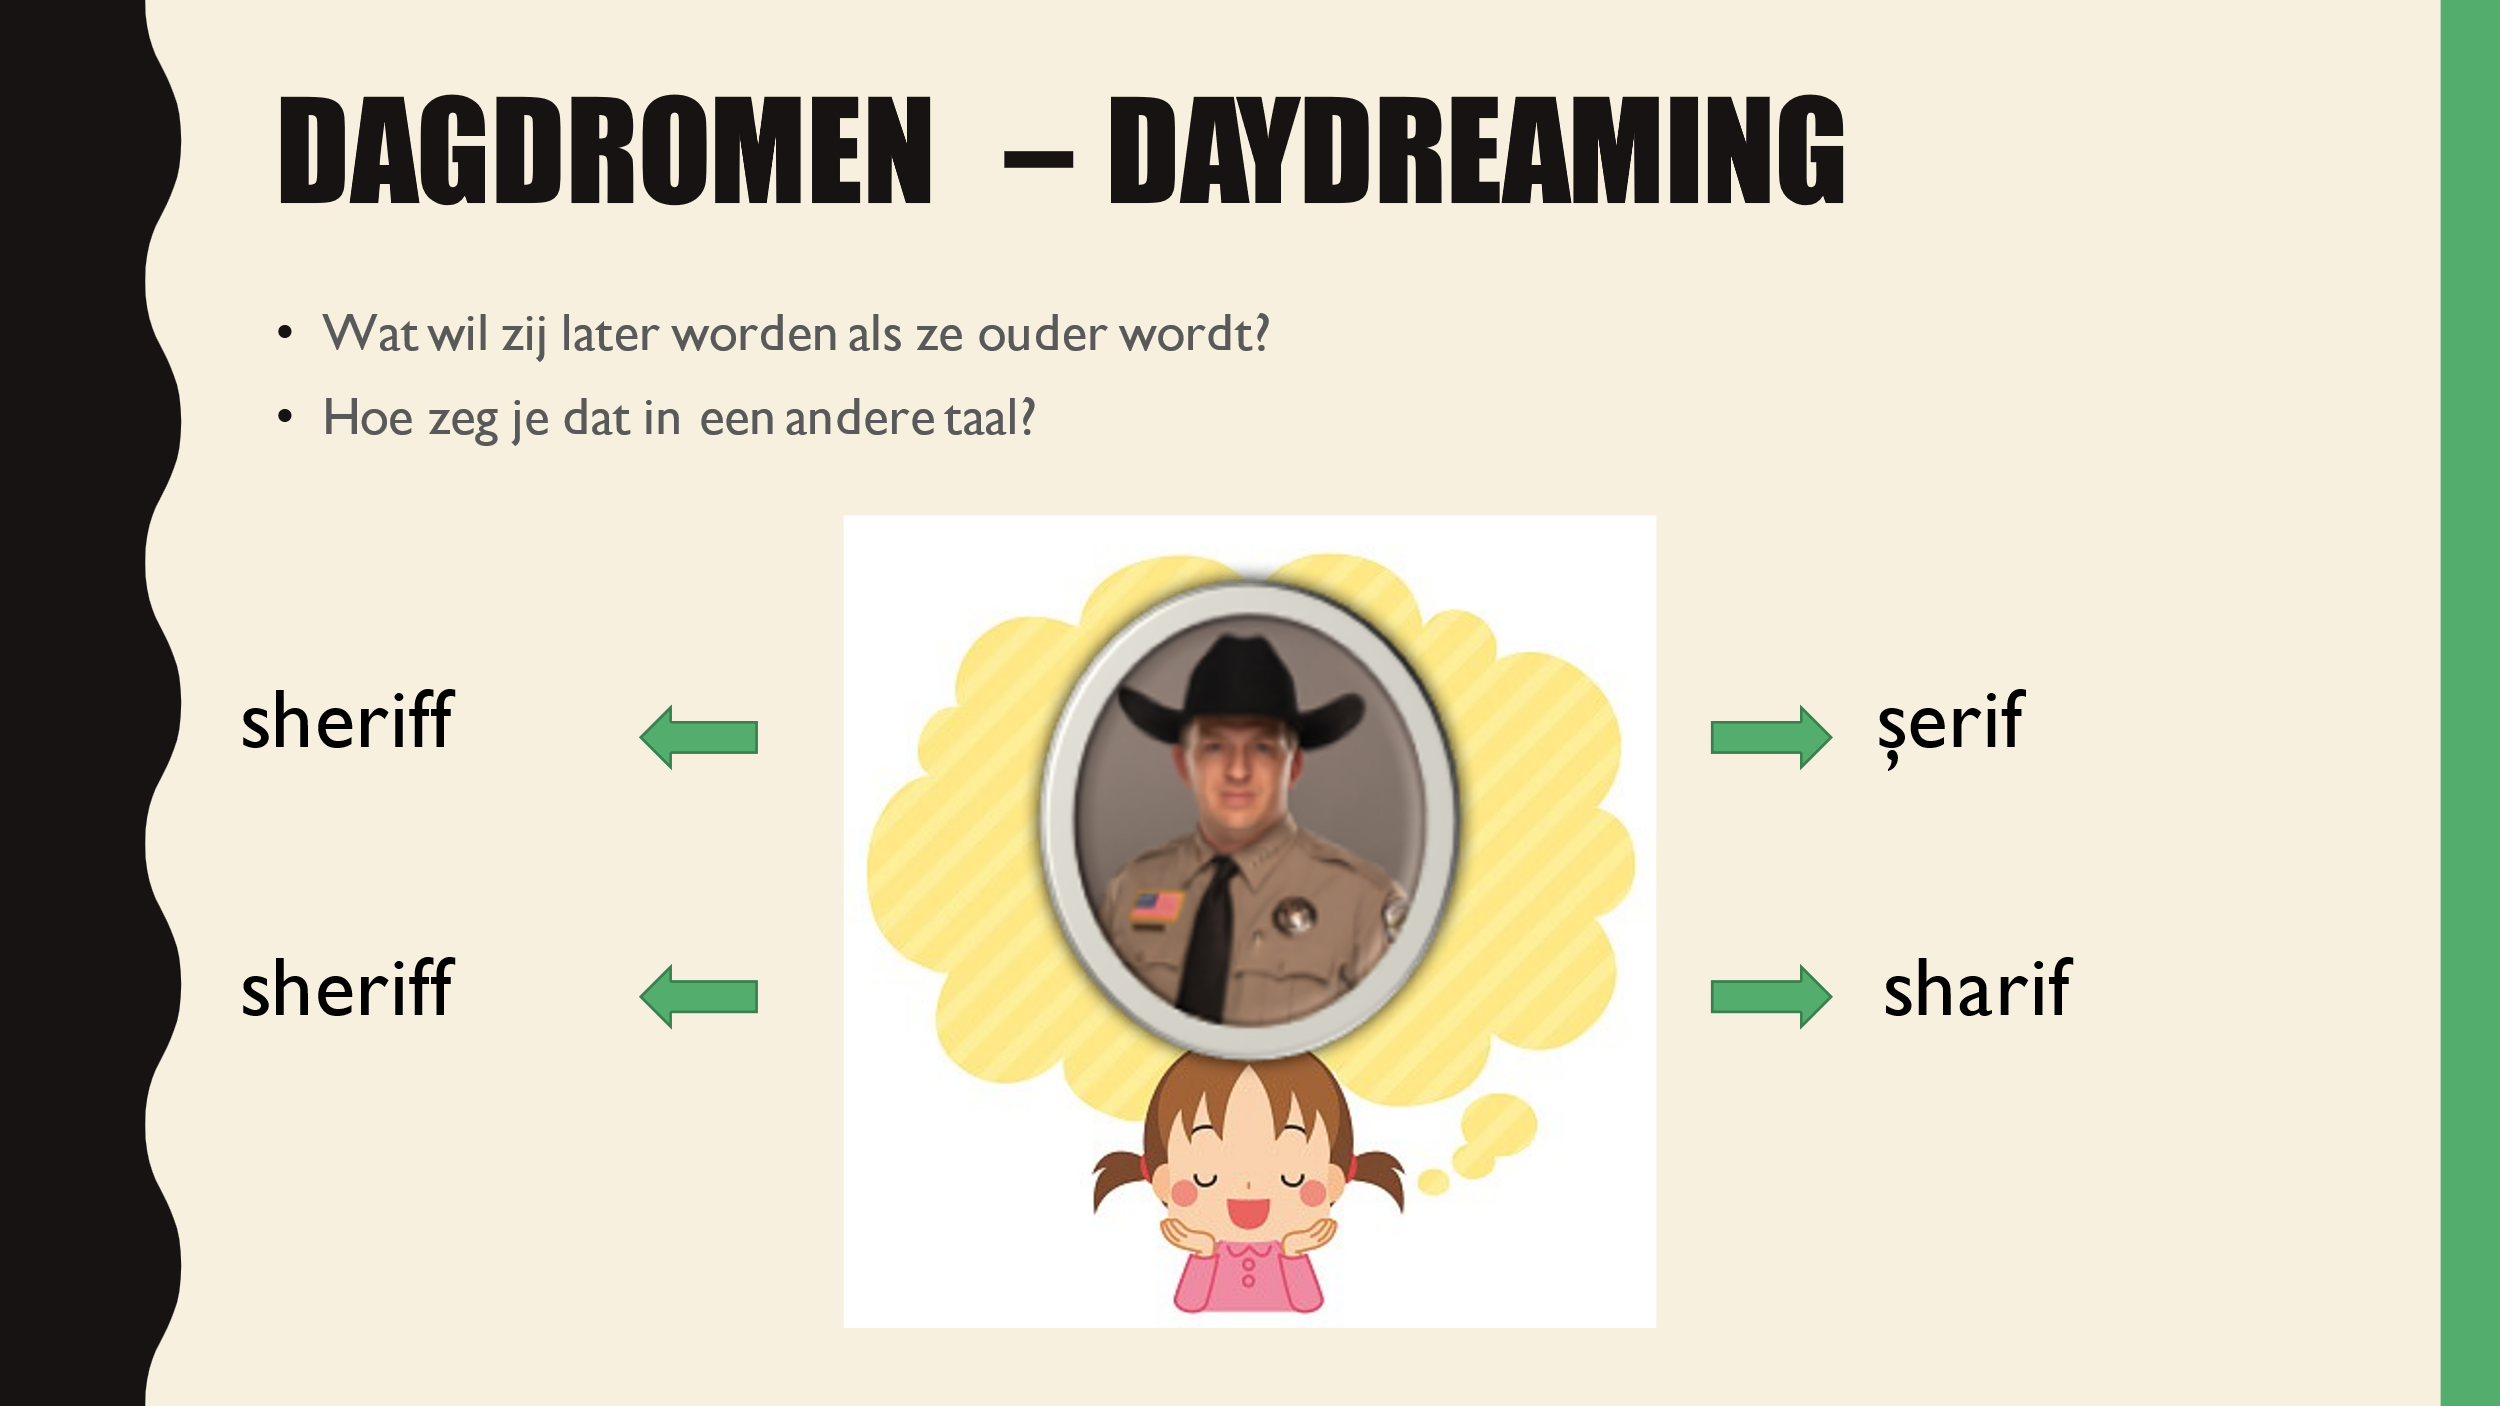 DAGDROMEN – DAYDREAMING
• Wat wil zij later worden als ze ouder wordt?
• Hoe zeg je dat in een andere taal?
sheriff
șerif
sheriff
sharif